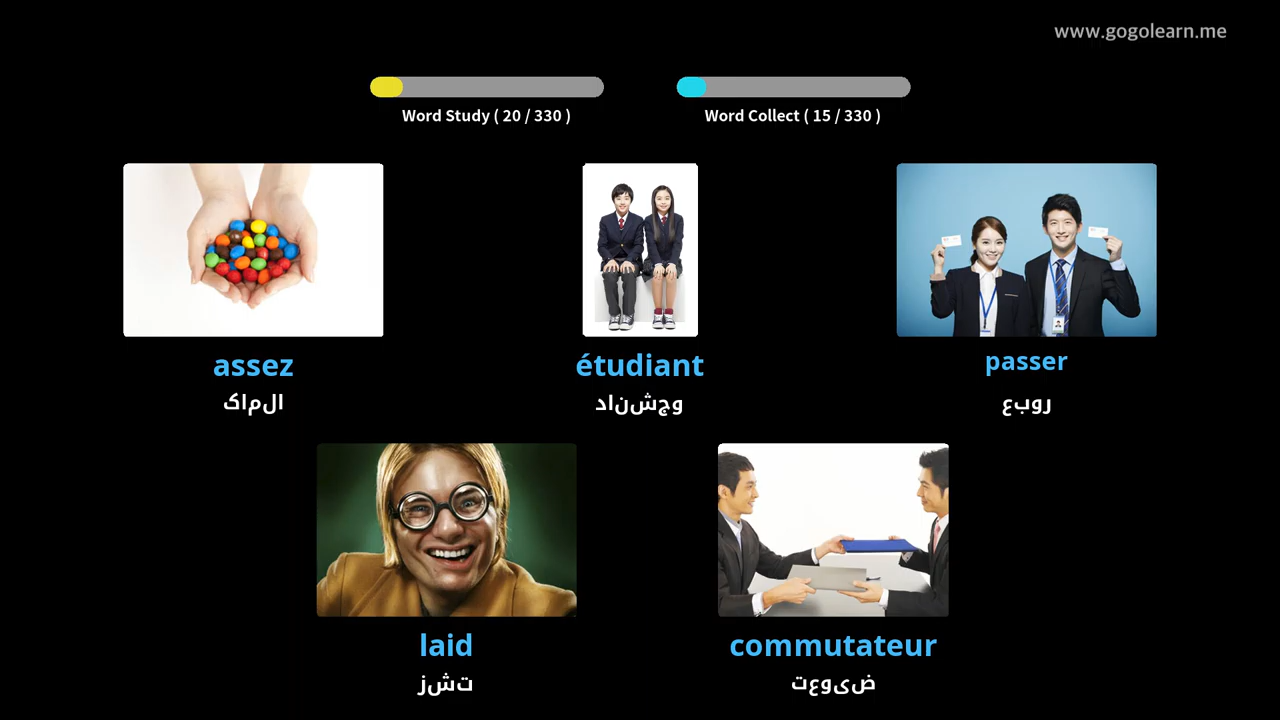 www.gogolearn.me
Word Study ( 20 / 330 )
Word Collect ( 15 / 330 )
assez
étudiant
passer
الماک
وجشناد
روبع
laid
commutateur
تشز
ضیوعت